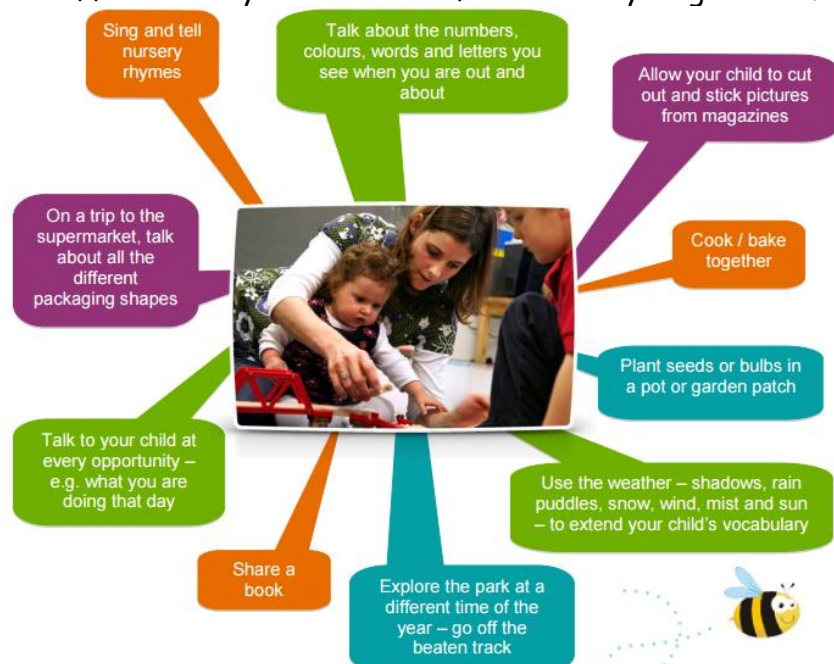 Sing and tell
nursery
rhymes
Talk about the numbers,
colours, words and letters you
see when you are out and
about
Allow your child to cut
out and stick pictures
from magazines
On a trip to the
supermarket, talk
about all the
different
packaging shapes
Cook / bake
together
Plant seeds or bulbs in
a pot or garden patch
Talk to your child at
every opportunity –
e.g. what you are
doing that day
Use the weather – shadows, rain
puddles, snow, wind, mist and sun
– to extend your child's vocabulary
Share a
book
Explore the park at a
different time of the
year – go off the
beaten track